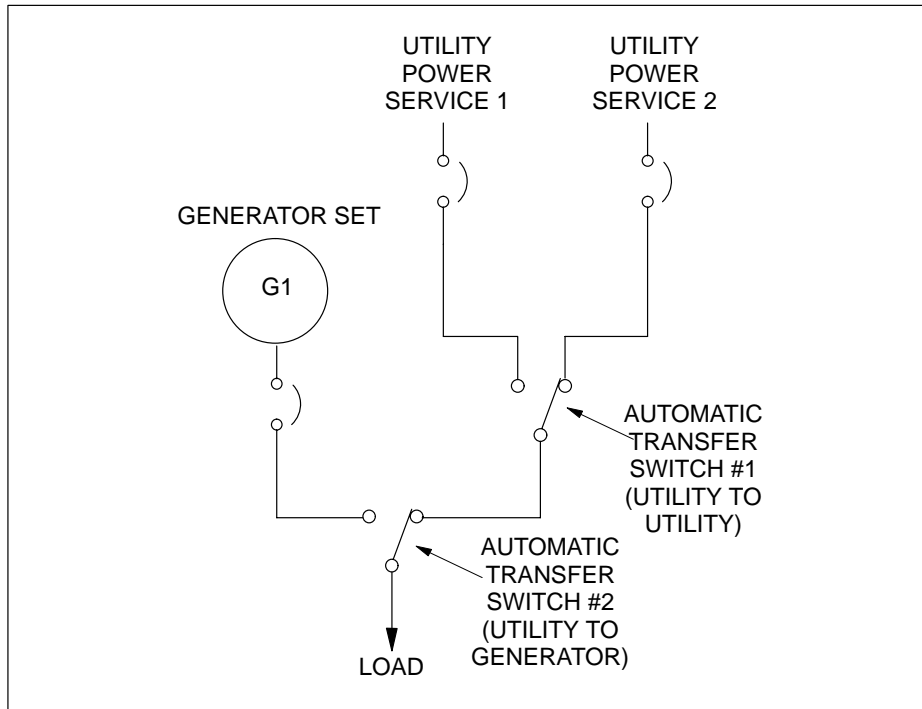 UTILITY
POWER
SERVICE 1
UTILITY
POWER
SERVICE 2
GENERATOR SET
G1
AUTOMATIC
TRANSFER
SWITCH #1
(UTILITY TO
UTILITY)
AUTOMATIC
TRANSFER
SWITCH #2
(UTILITY TO
GENERATOR)
LOAD